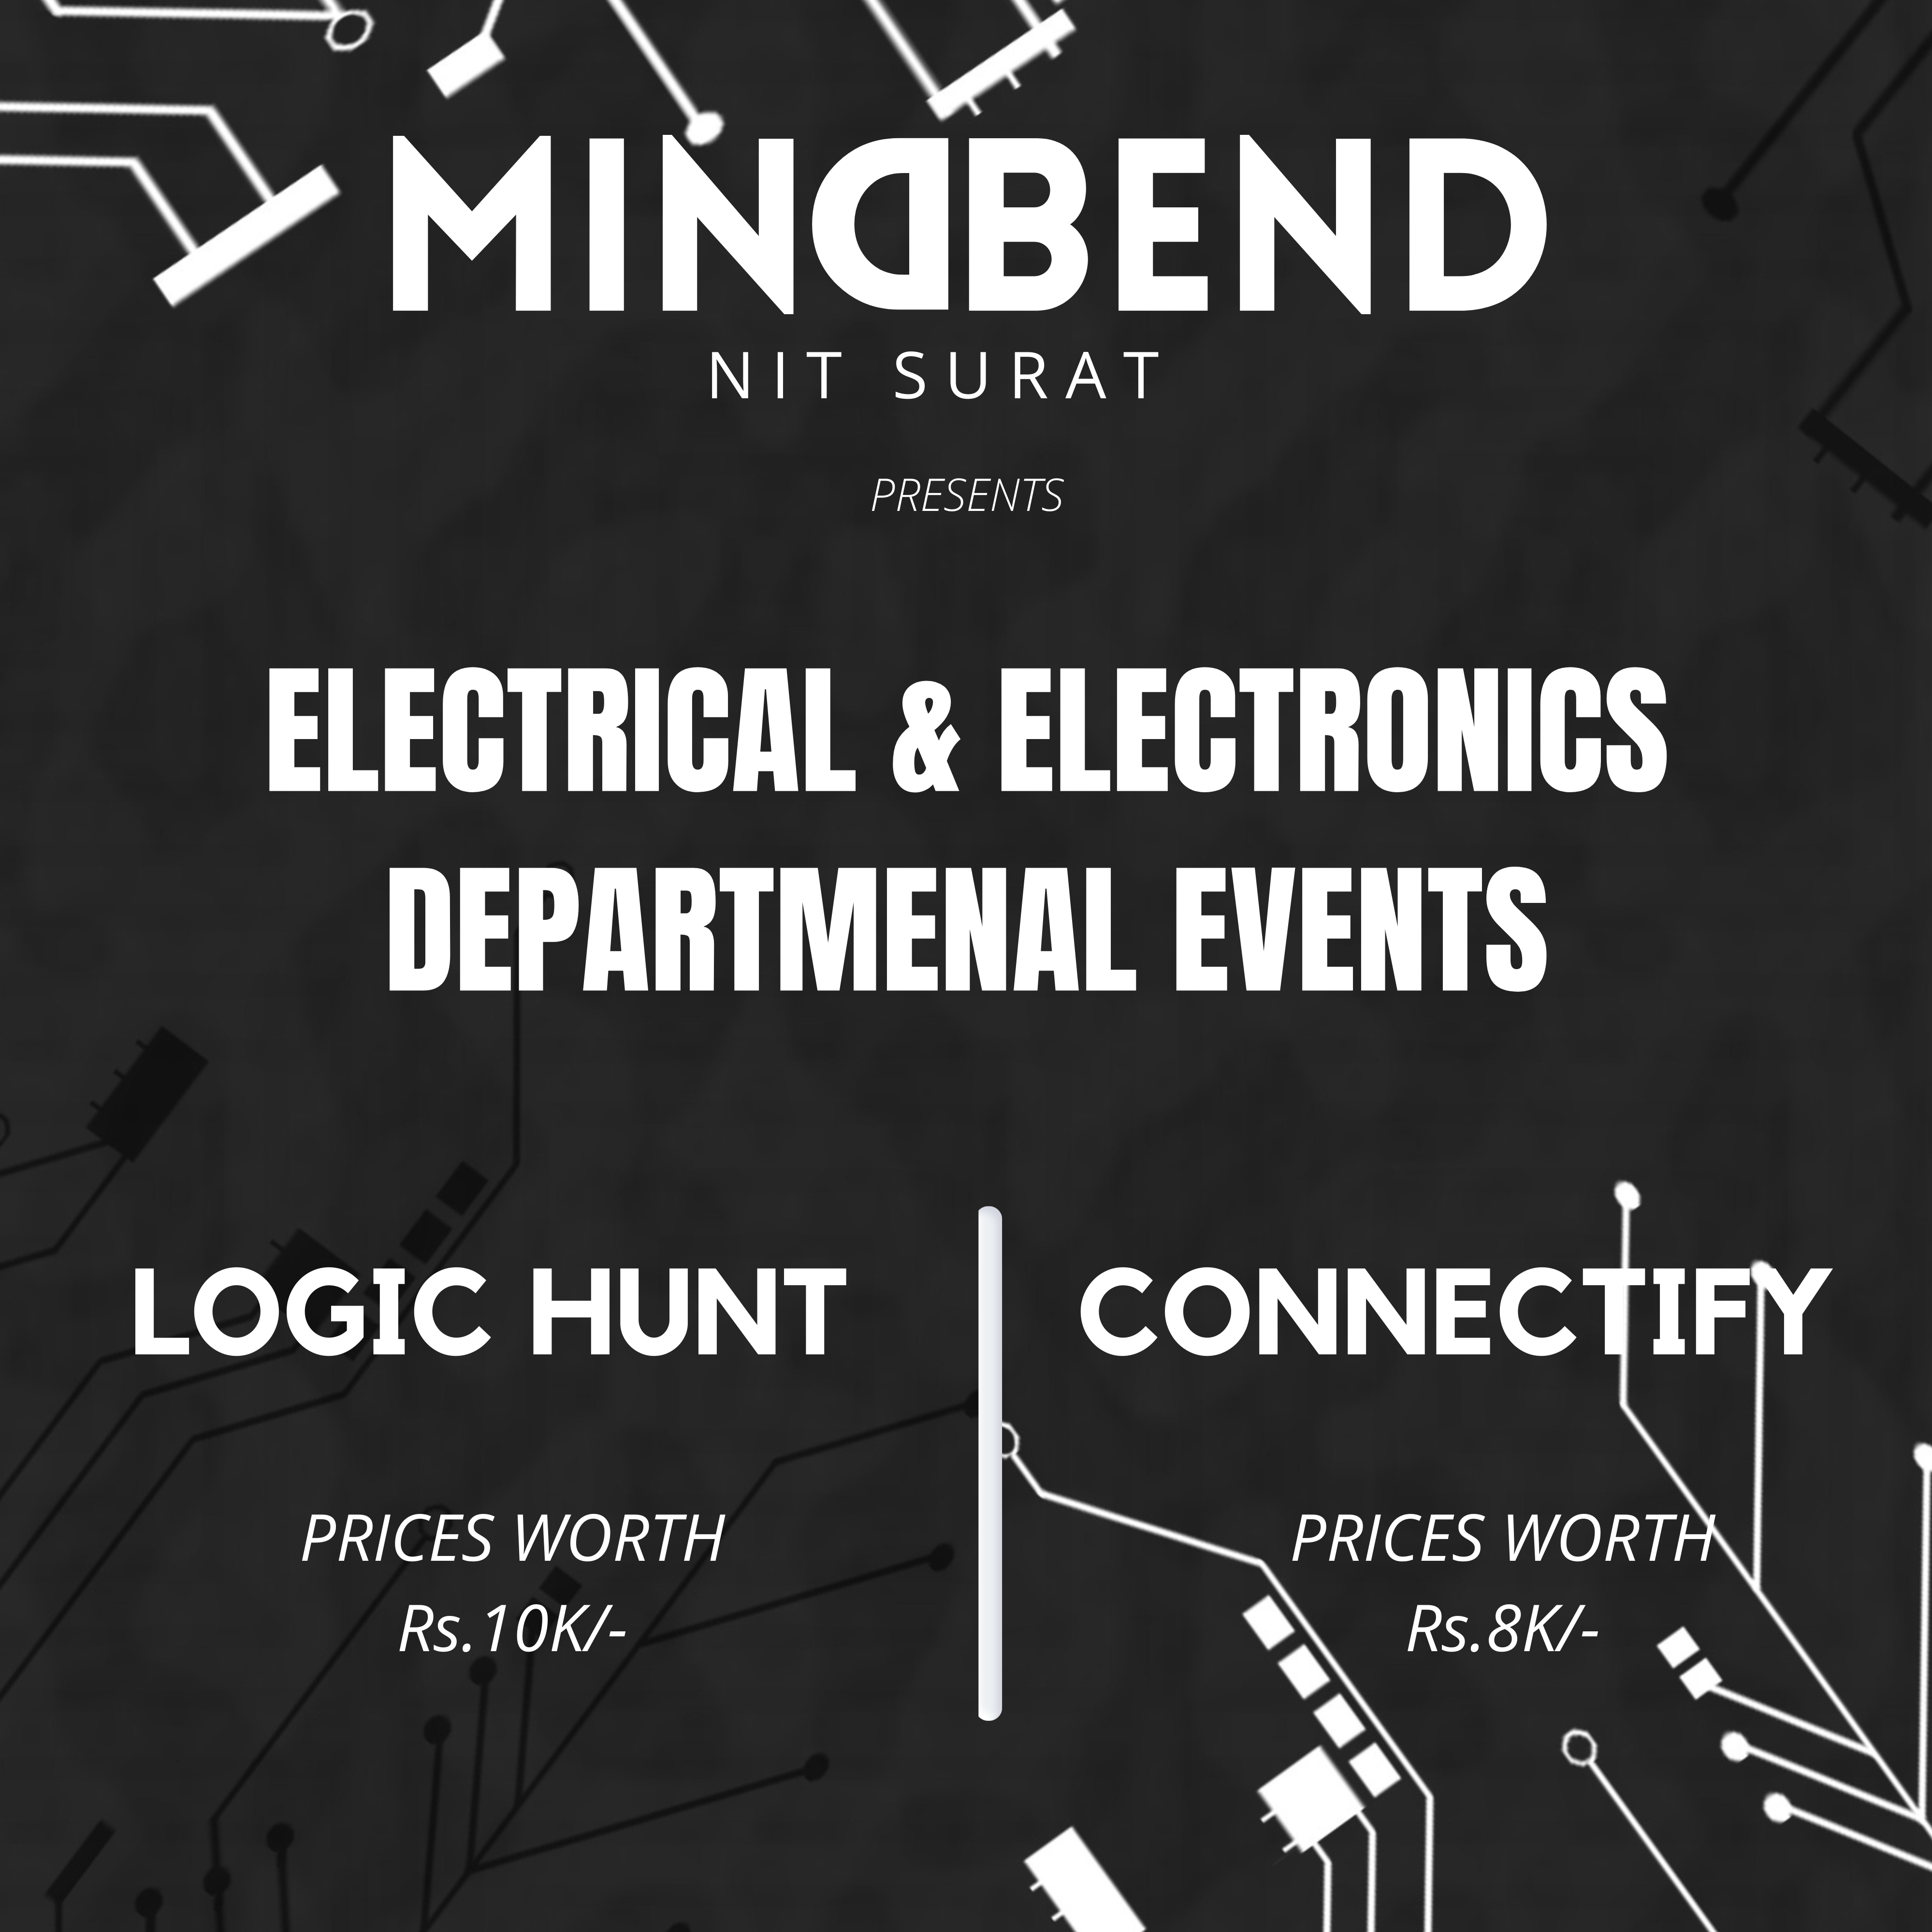 MINDBEND
NIT SURAT
PRESENTS
ELECTRICAL & ELECTRONICS
DEPARTMENAL EVENTS
LOGIC HUNT
PRICES WORTH
Rs.10K/-
CONNECTIFY
PRICES WORTH
Rs.8K/-